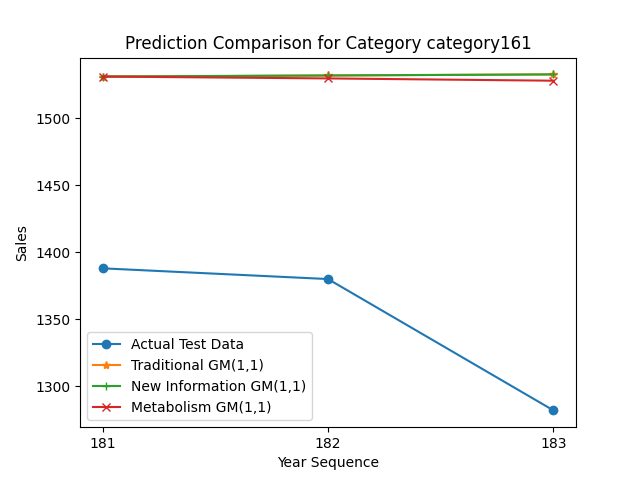 Prediction Comparison for Category category161
Sales
1500
1450
1400
1350
1300
Actual Test Data
Traditional GM(1,1)
New Information GM(1,1)
Metabolism GM(1,1)
181
182
183
Year Sequence